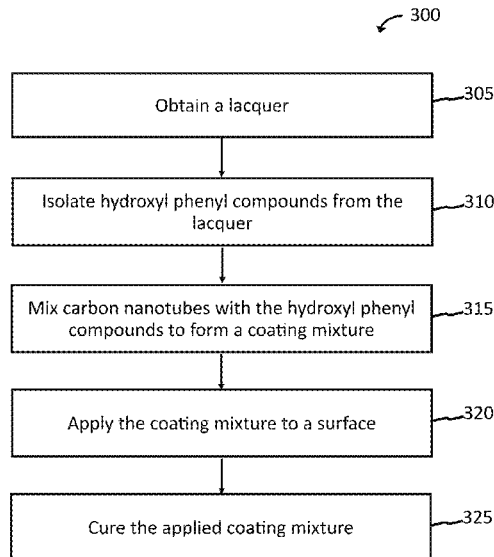 300
Obtain a lacquer
305
Isolate hydroxyl phenyl compounds from the
lacquer
310
Mix carbon nanotubes with the hydroxyl phenyl
compounds to form a coating mixture
315
Apply the coating mixture to a surface
320
Cure the applied coating mixture
325